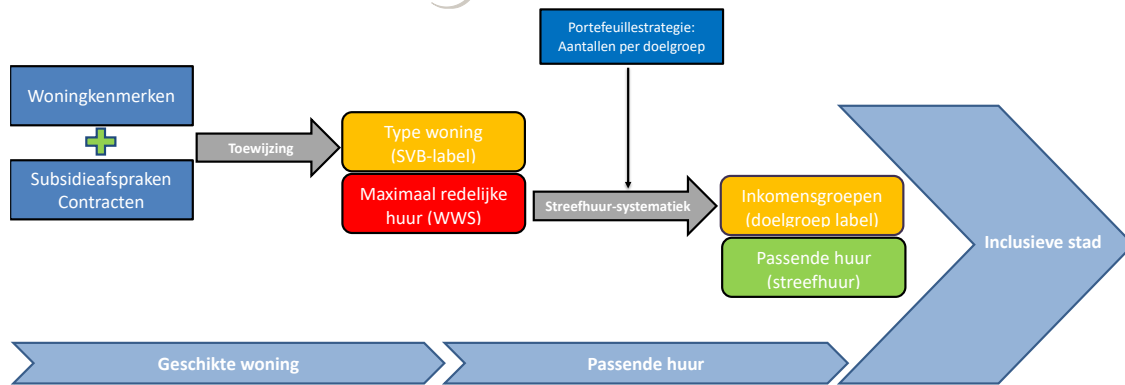 Portefeuillestrategie:
Aantallen per doelgroep
Woningkenmerken
Subsidieafspraken
Contracten
Toewijzing
Type woning
(SVB-label)
Maximaal redelijke
huur (WWS)
Streefhuur-systematiek
Inkomensgroepen
(doelgroep label)
Passende huur
(streefhuur)
Inclusieve stad
Geschikte woning
Passende huur